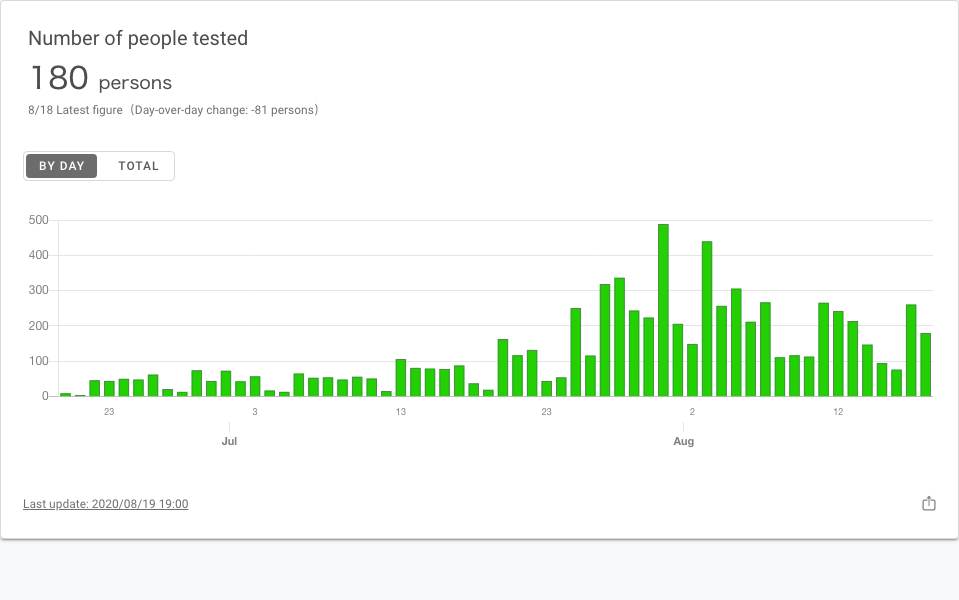 Number of people tested
180 persons
8/18 Latest figure（Day-over-day change: -81 persons）
BY DAY TOTAL
500
400
300
200
100
0
23 3 13 23 2 12
Jul Aug
Last update: 2020/08/19 19:00